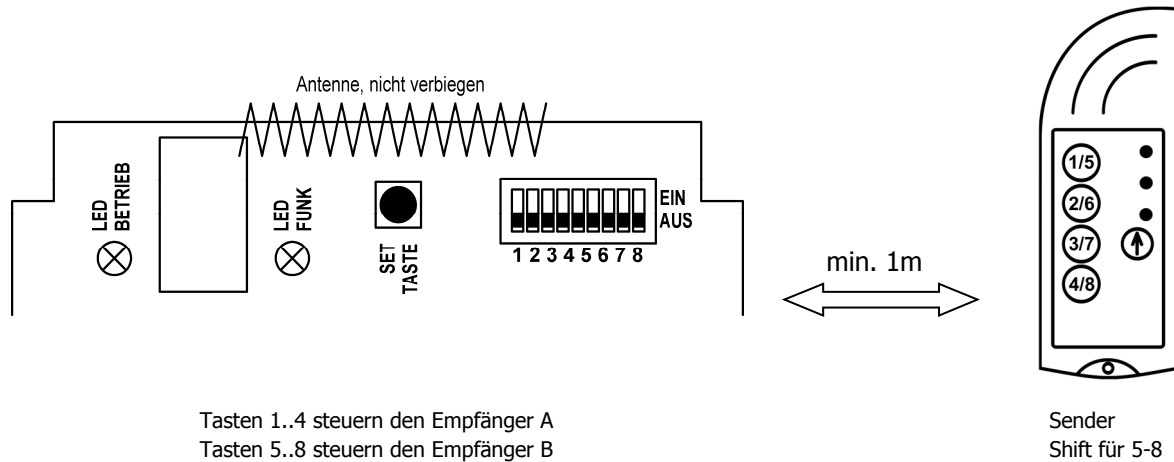 Antenne, nicht verbiegen
LED
BETRIEB
LED
FUNK
SET
TASTE
EIN
AUS
1 2 3 4 5 6 7 8
min. 1m
1/5
2/6
3/7
4/8
Tasten 1..4 steuern den Empfänger A
Tasten 5..8 steuern den Empfänger B
Sender
Shift für 5-8